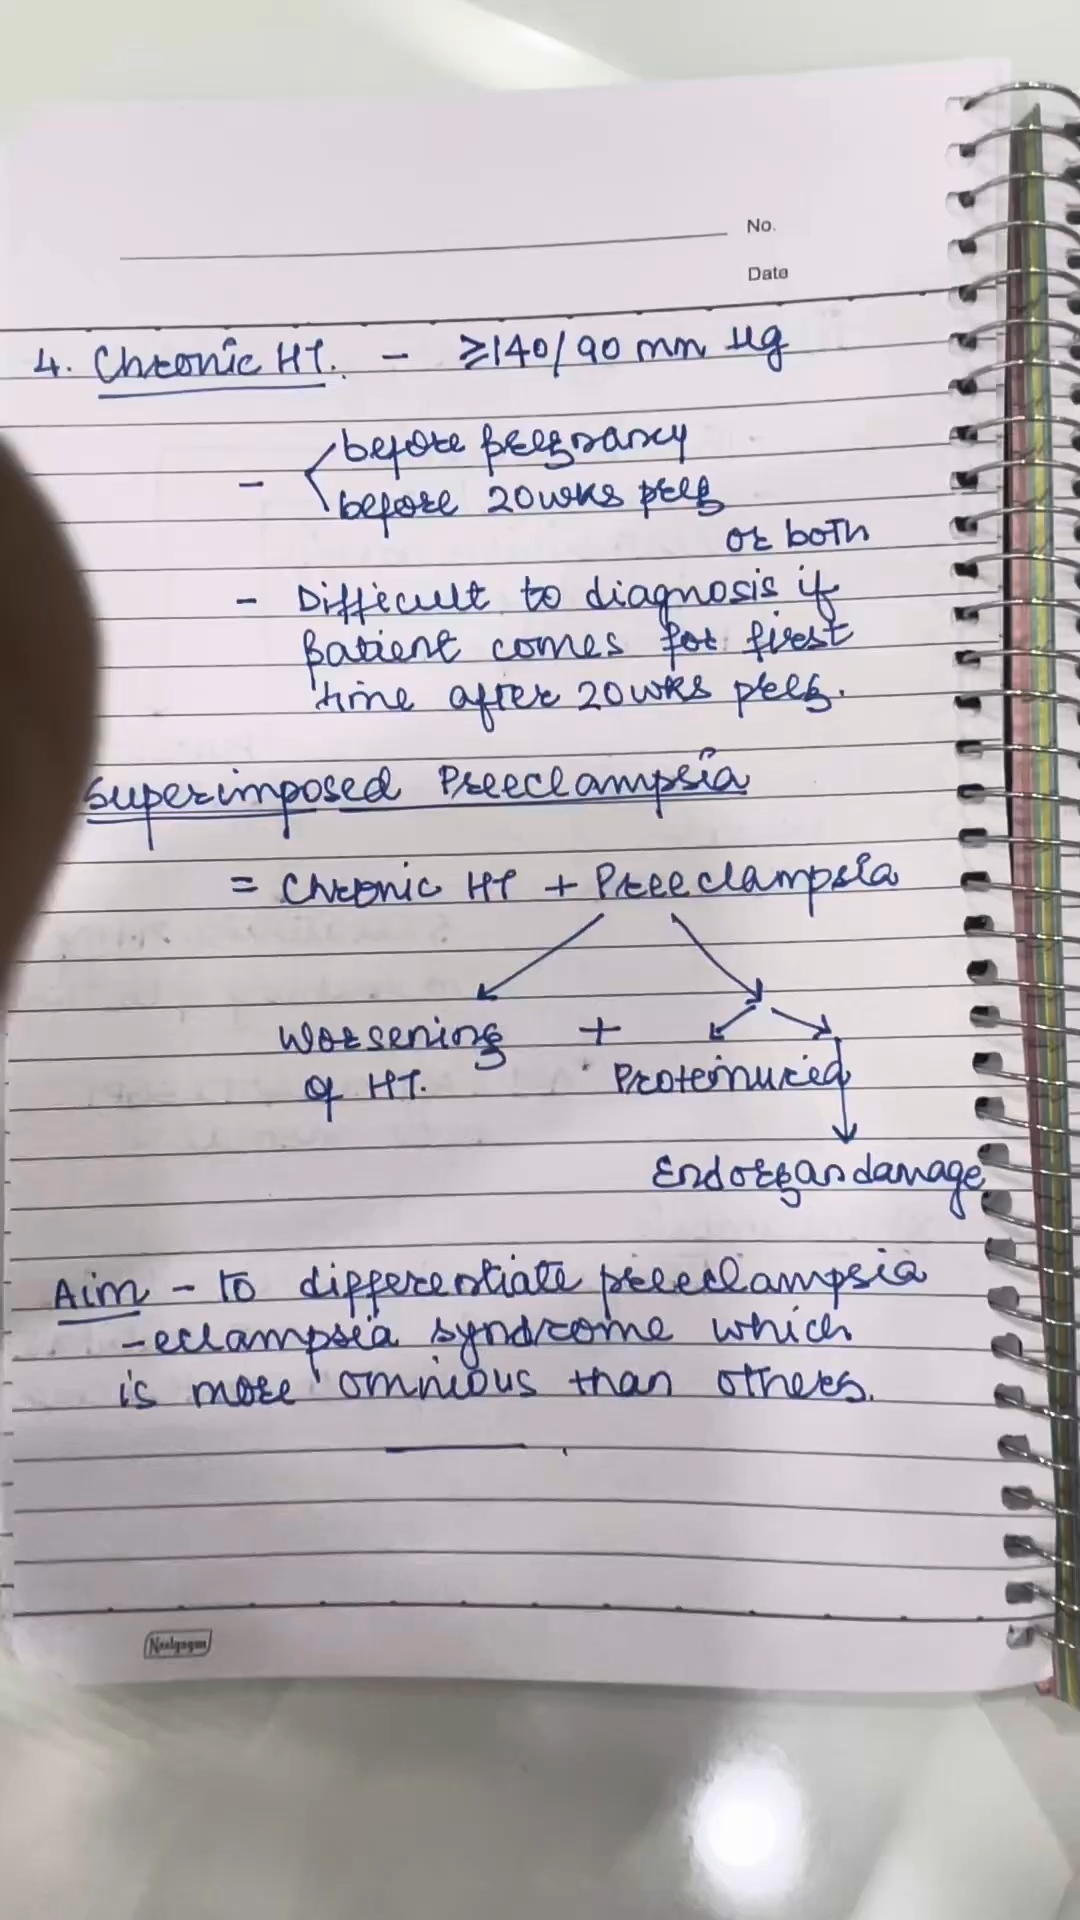 No.
Date
4. Chronic HT. - ≥140/90 mm Hg
- before pregnancy
before 20wks preg
or both
- Difficult to diagnosis if
patient comes for first
time after 20wks preg.
Superimposed Preeclampsia
= Chronic HT + Preeclampsia
Worsening + Proteinuria
of HT.
Endorgandamage
Aim - to differentiate preeclampsia
-eclampsia syndrome which
is more omnious than others.
Neelgagan